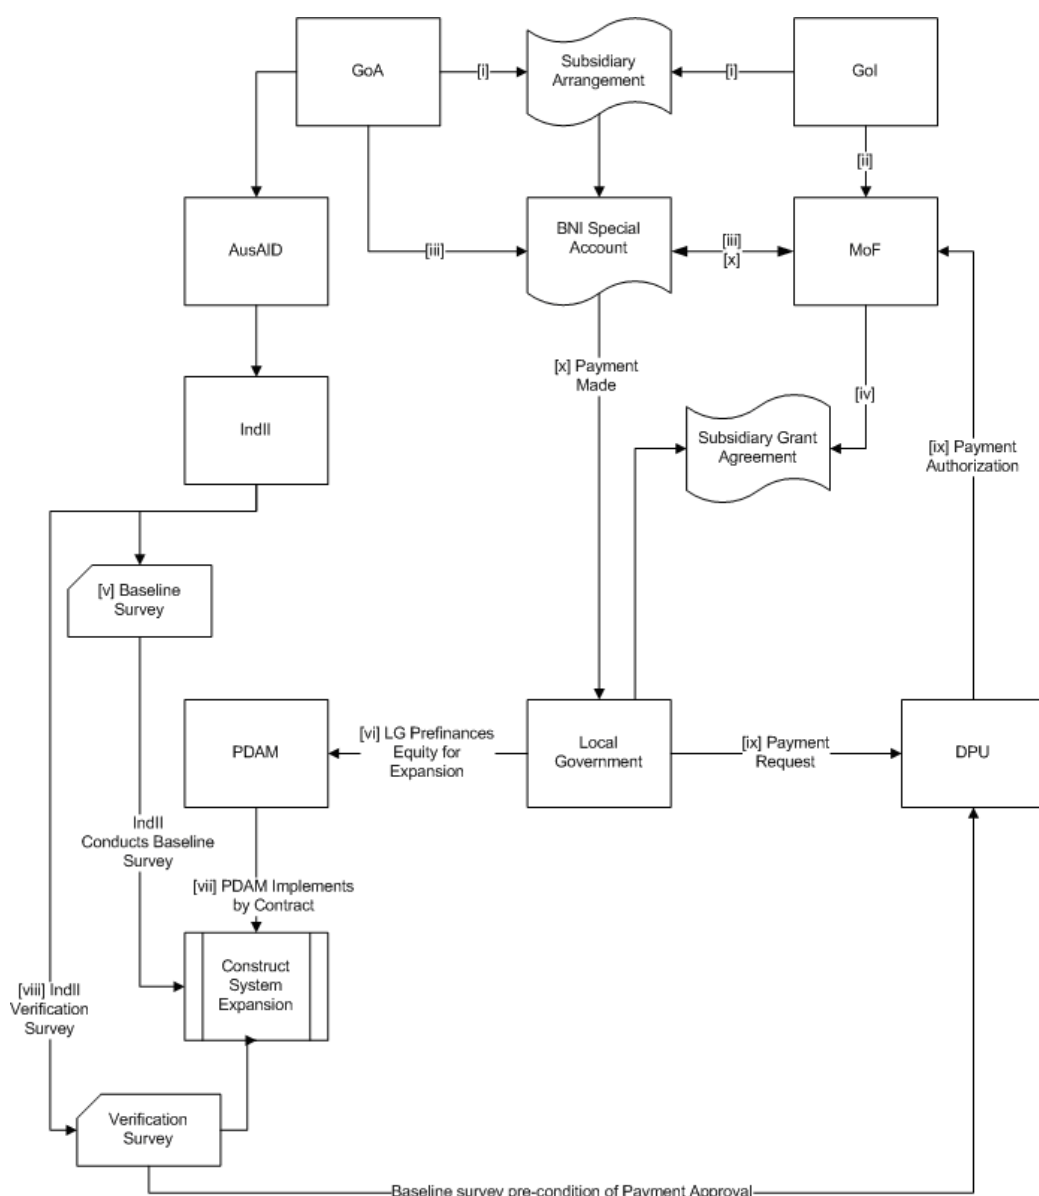 GoA
[i]
Subsidiary
Arrangement
[i]
GoI
[ii]
AusAID
[iii]
BNI Special
Account
[iii]
[x]
MoF
[x] Payment
Made
[iv]
IndII
Subsidiary Grant
Agreement
[ix] Payment
Authorization
[v] Baseline
Survey
PDAM
[vi] LG Prefinances
Equity for
Expansion
Local
Government
[ix] Payment
Request
DPU
IndII
Conducts Baseline
Survey
[vii] PDAM Implements
by Contract
Construct
System
Expansion
[viii] IndII
Verification
Survey
Verification
Survey
Baseline survey pre-condition of Payment Approval